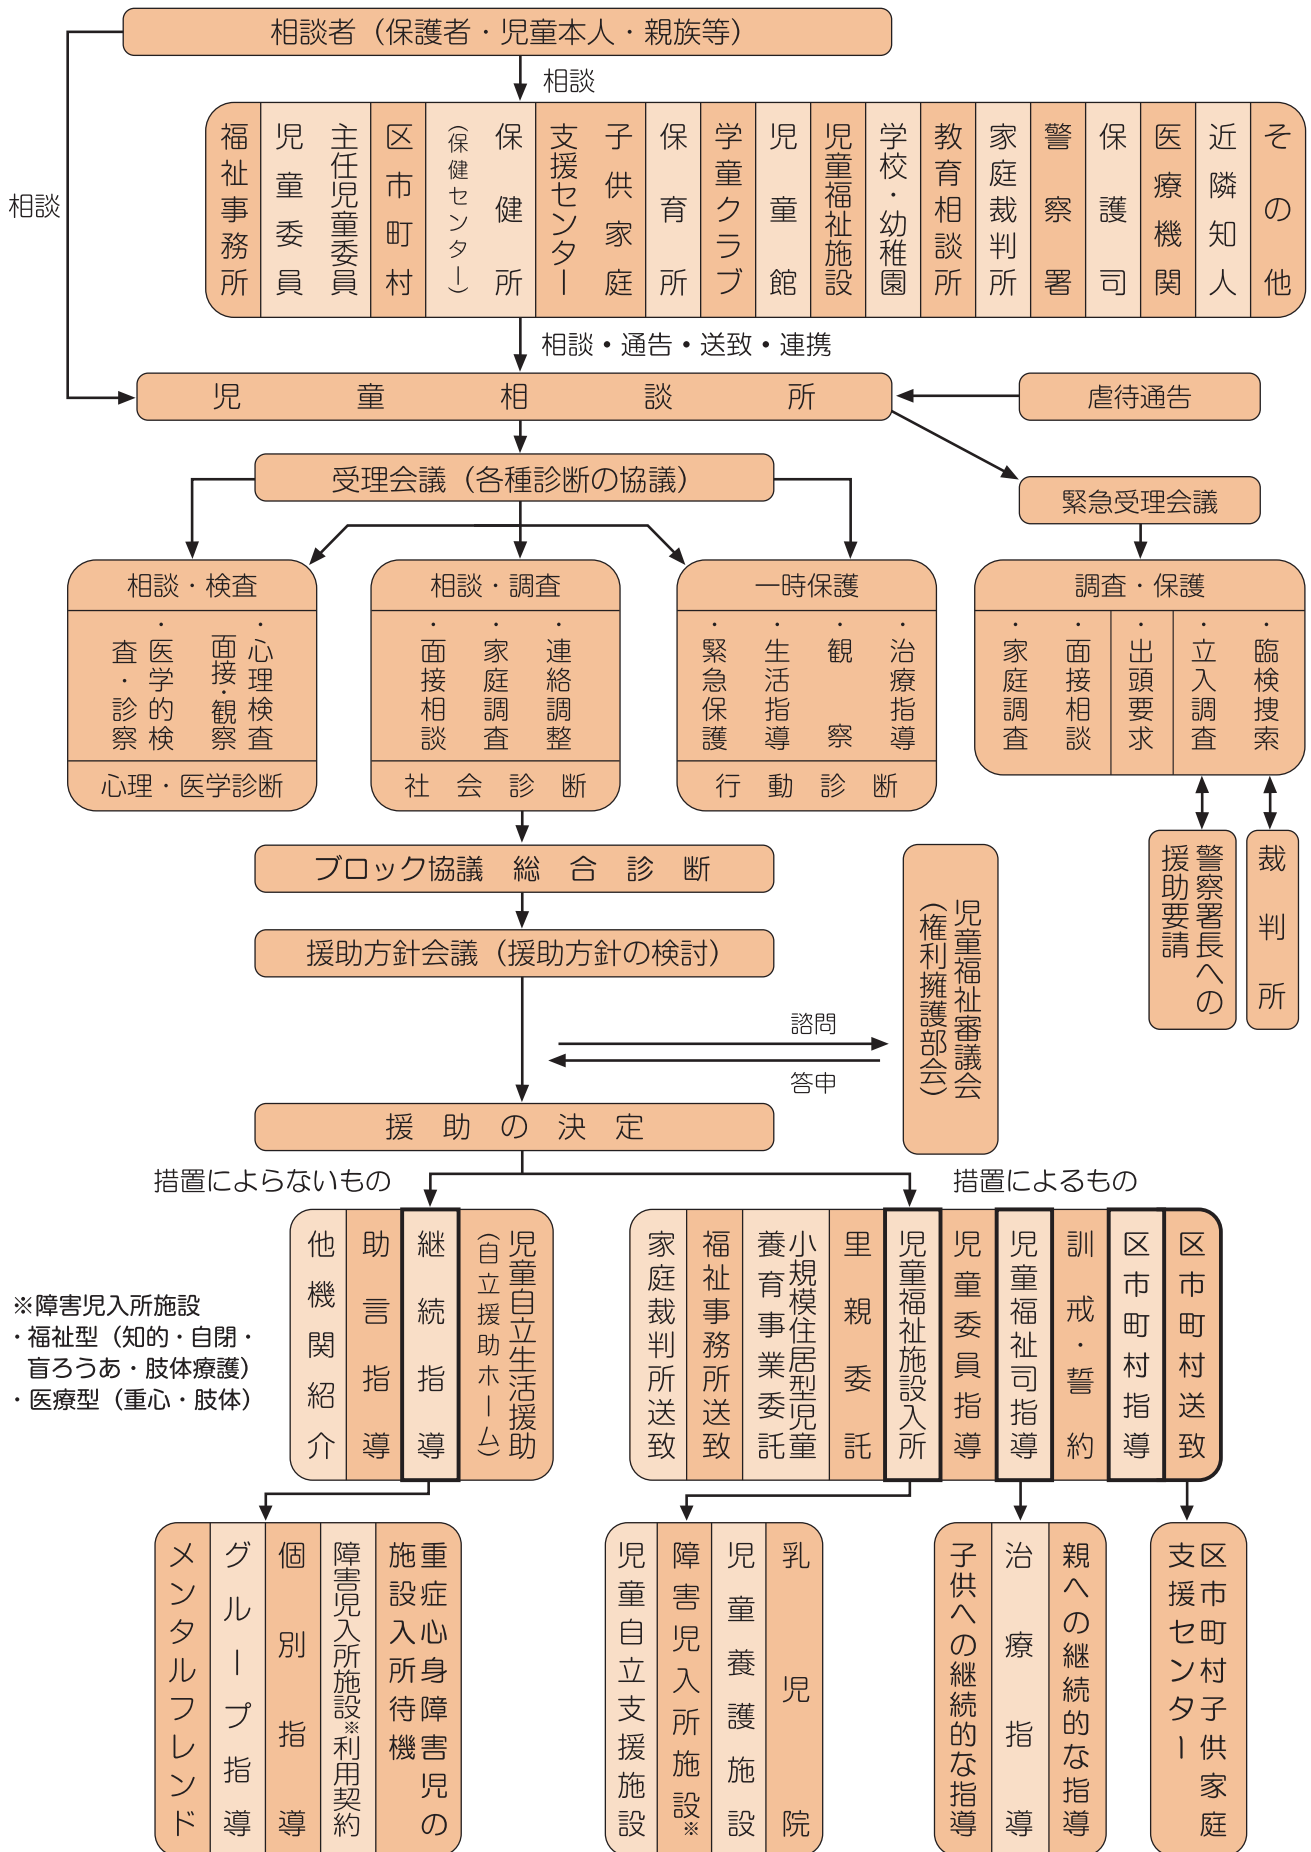 相談者（保護者・児童本人・親族等）
相談
相談
福祉事務所
児童委員
主任児童委員
区市町村
（保健センター）
保健所
支援センター
子供家庭
保育所
学童クラブ
児童館
児童福祉施設
学校・幼稚園
教育相談所
家庭裁判所
警察署
保護司
医療機関
近隣知人
その他
相談・通告・送致・連携
児童相談所
虐待通告
受理会議（各種診断の協議）
緊急受理会議
相談・検査
・心理検査
面接・観察
・医学的検
査・診察
心理・医学診断
相談・調査
・連絡調整
・家庭調査
・面接相談
社会診断
一時保護
・治療指導
・観察
・生活指導
・緊急保護
行動診断
調査・保護
・臨検捜索
・立入調査
・出頭要求
・面接相談
・家庭調査
警察署長への
援助要請
裁判所
ブロック協議　総合診断
援助方針会議（援助方針の検討）
児童福祉審議会
（権利擁護部会）
諮問
答申
援助の決定
措置によらないもの
措置によるもの
他機関紹介
助言指導
継続指導
児童自立生活援助
（自立援助ホーム）
家庭裁判所送致
福祉事務所送致
小規模住居型児童
養育事業委託
里親委託
児童福祉施設入所
児童委員指導
児童福祉司指導
訓戒・誓約
区市町村指導
区市町村送致
※障害児入所施設
・福祉型（知的・自閉・
盲ろうあ・肢体療護）
・医療型（重心・肢体）
メンタルフレンド
グループ指導
個別指導
障害児入所施設※利用契約
重症心身障害児の
施設入所待機
児童自立支援施設
障害児入所施設※
児童養護施設
乳児院
子供への継続的な指導
治療指導
親への継続的な指導
区市町村子供家庭
支援センター